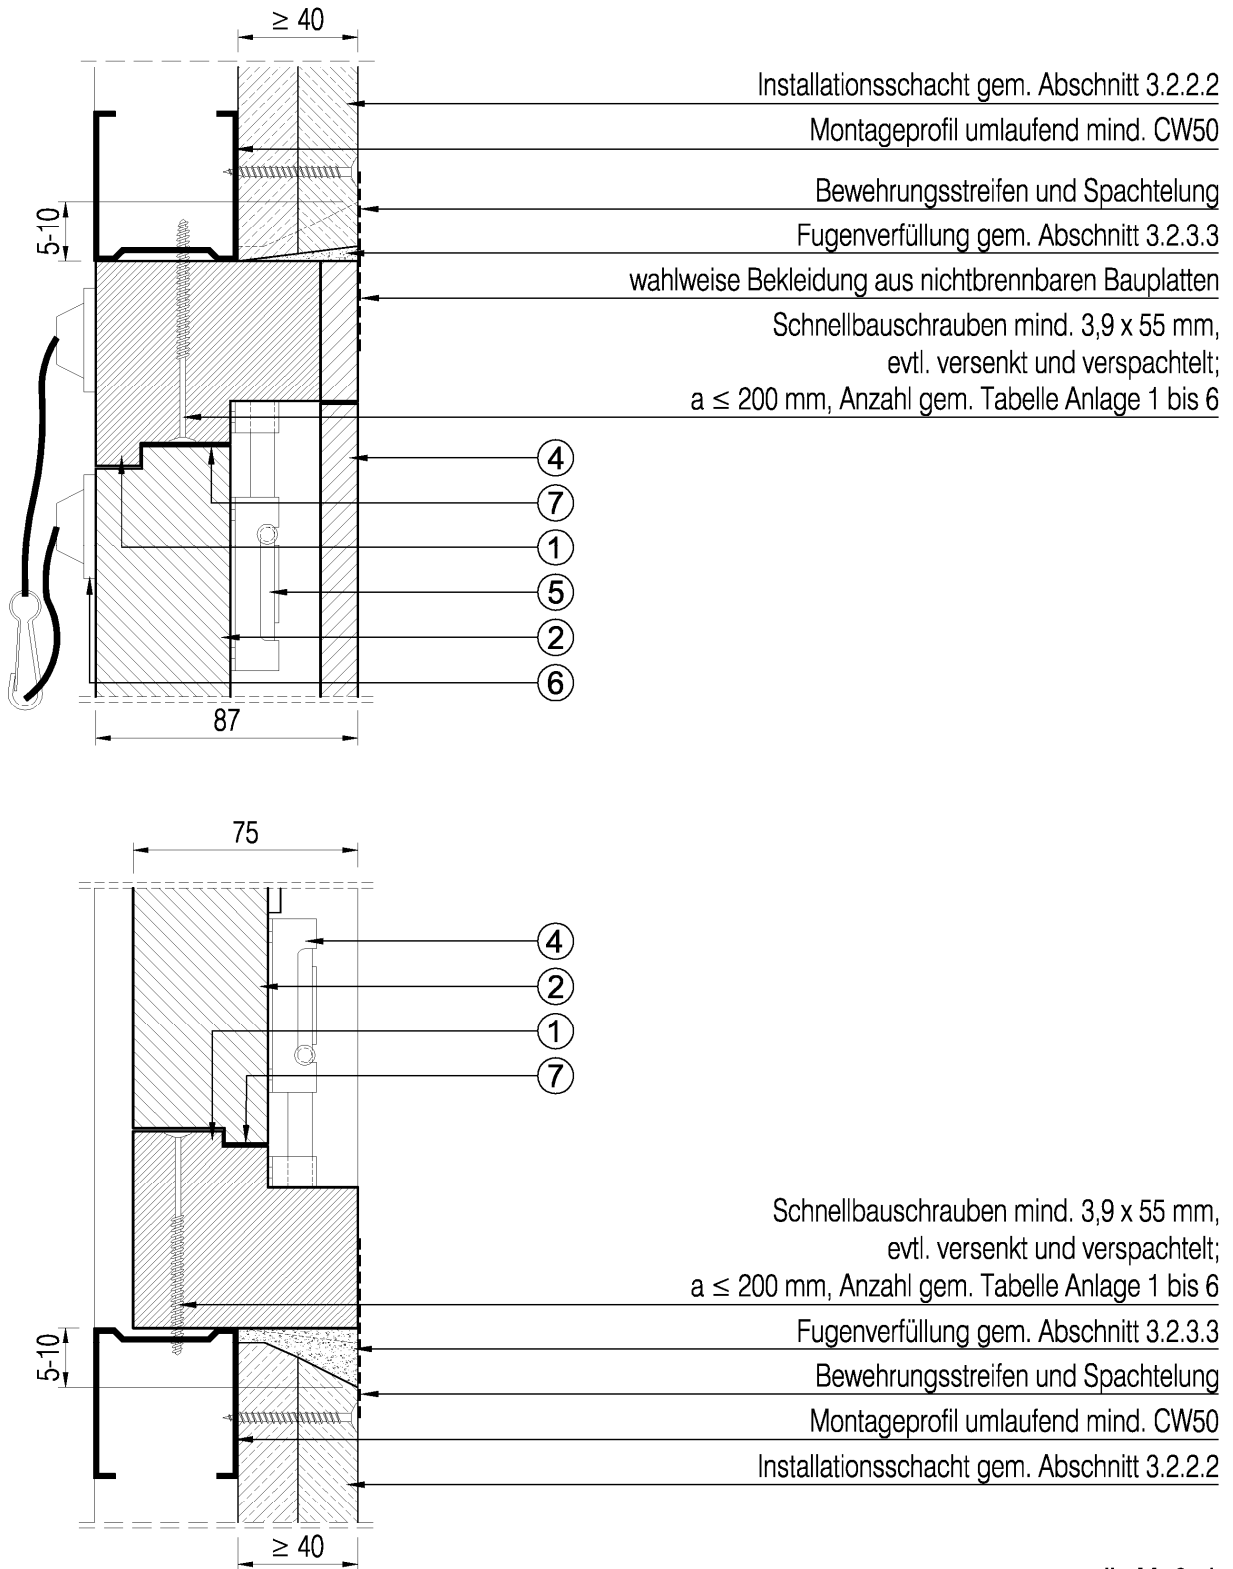 ≥ 40
Installationsschacht gem. Abschnitt 3.2.2.2
Montageprofil umlaufend mind. CW50
Bewehrungsstreifen und Spachtelung
5-10
Fugenverfüllung gem. Abschnitt 3.2.3.3
wahlweise Bekleidung aus nichtbrennbaren Bauplatten
Schnellbauschrauben mind. 3,9 x 55 mm,
evtl. versenkt und verspachtelt;
a ≤ 200 mm, Anzahl gem. Tabelle Anlage 1 bis 6
4
7
1
5
2
6
87
75
4
2
1
7
Schnellbauschrauben mind. 3,9 x 55 mm,
evtl. versenkt und verspachtelt;
a ≤ 200 mm, Anzahl gem. Tabelle Anlage 1 bis 6
Fugenverfüllung gem. Abschnitt 3.2.3.3
5-10
Bewehrungsstreifen und Spachtelung
Montageprofil umlaufend mind. CW50
Installationsschacht gem. Abschnitt 3.2.2.2
≥ 40